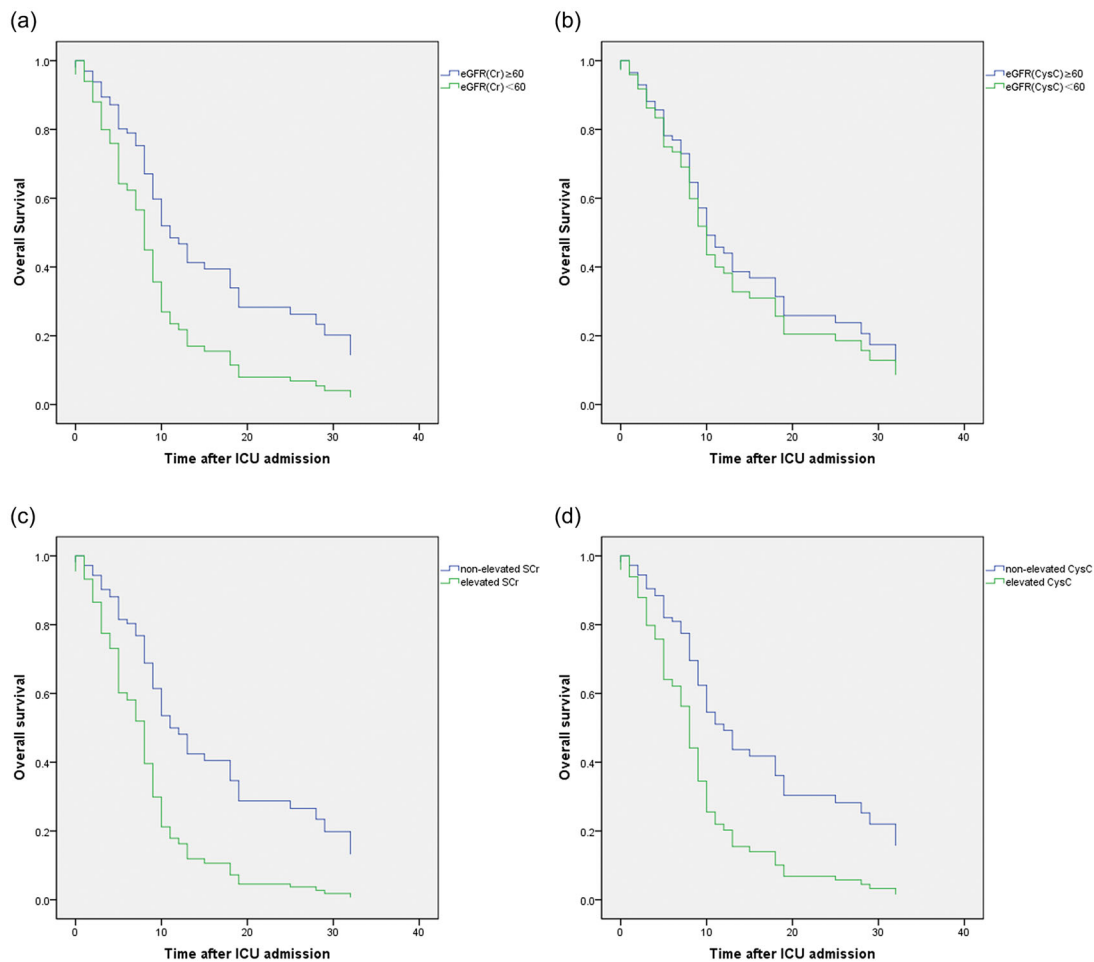 (a)
eGFR(Cr)≥60
eGFR(Cr)<60
1.0
0.8
0.6
0.4
0.2
0.0
Overall Survival
0 10 20 30 40
Time after ICU admission
(b)
eGFR(CysC)≥60
eGFR(CysC)<60
1.0
0.8
0.6
0.4
0.2
0.0
Overall Survival
0 10 20 30 40
Time after ICU admission
(c)
non-elevated SCr
elevated SCr
1.0
0.8
0.6
0.4
0.2
0.0
Overall survival
0 10 20 30 40
Time after ICU admission
(d)
non-elevated CysC
elevated CysC
1.0
0.8
0.6
0.4
0.2
0.0
Overall survival
0 10 20 30 40
Time after ICU admission